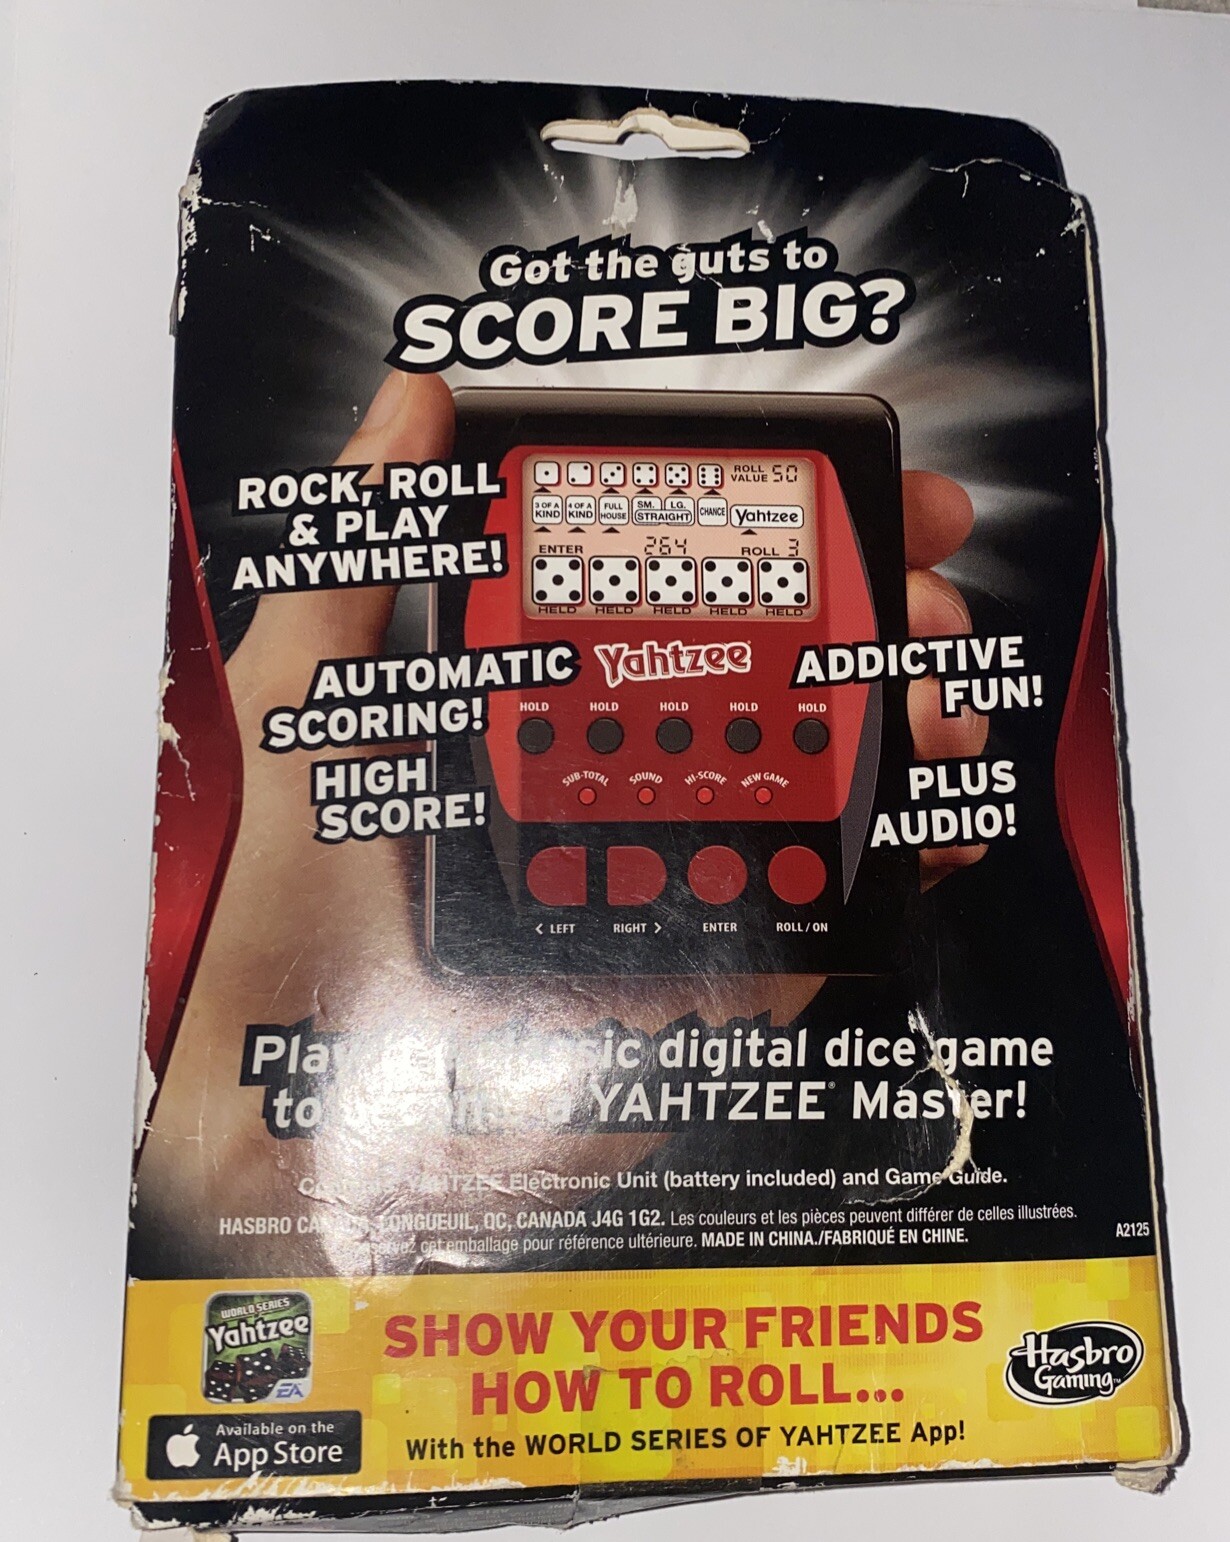 Got the guts to
SCORE BIG?
ROCK, ROLL
& PLAY
ANYWHERE!
ROLL
VALUE 50
3 OF A
KIND
4 OF A
KIND
FULL
HOUSE
SM. LG.
STRAIGHT
CHANCE
Yahtzee
ENTER 264 ROLL 3
HELD HELD HELD HELD HELD
AUTOMATIC
SCORING!
Yahtzee
ADDICTIVE
FUN!
HOLD HOLD HOLD HOLD HOLD
HIGH
SCORE!
SUB-TOTAL SOUND HI-SCORE NEW GAME
PLUS
AUDIO!
< LEFT RIGHT > ENTER ROLL / ON
digital dice game
to a YAHTZEE® Master!
YAHTZEE Electronic Unit (battery included) and Game Guide.
HASBRO CANADA, LONGUEUIL, QC, CANADA J4G 1G2. Les couleurs et les pièces peuvent différer de celles illustrées.
cet emballage pour référence ultérieure. MADE IN CHINA./FABRIQUÉ EN CHINE.
A2125
WORLD SERIES
Yahtzee
EA
Available on the
App Store
SHOW YOUR FRIENDS
HOW TO ROLL...
With the WORLD SERIES OF YAHTZEE App!
Hasbro
Gaming™